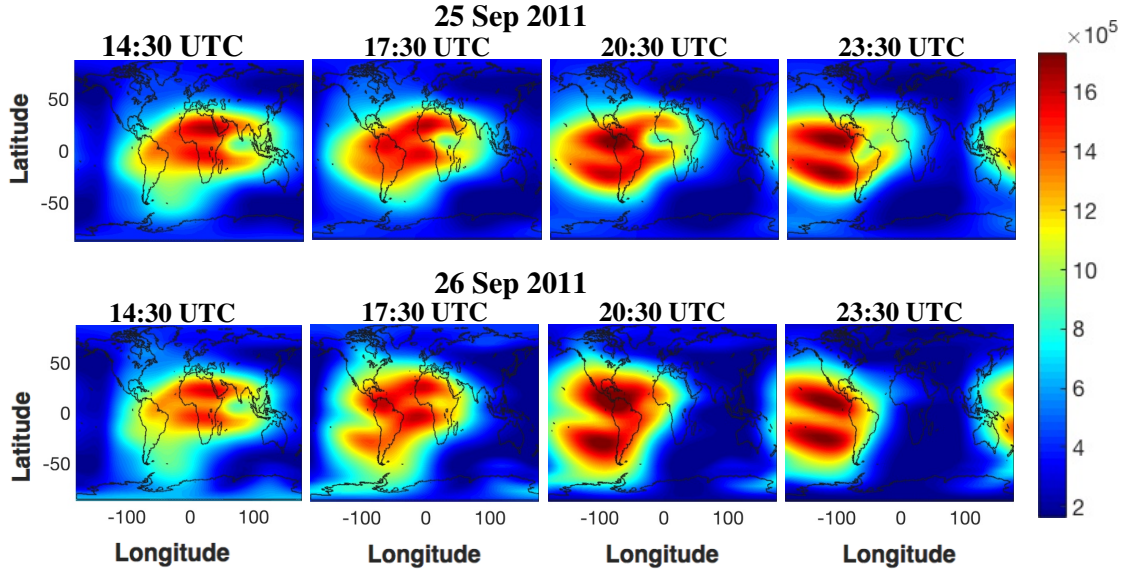 25 Sep 2011
14:30 UTC 17:30 UTC 20:30 UTC 23:30 UTC
× 10⁵
Latitude
50
0
-50
16
14
12
10
8
6
4
2
26 Sep 2011
14:30 UTC 17:30 UTC 20:30 UTC 23:30 UTC
Latitude
50
0
-50
-100 0 100 -100 0 100 -100 0 100 -100 0 100
Longitude Longitude Longitude Longitude